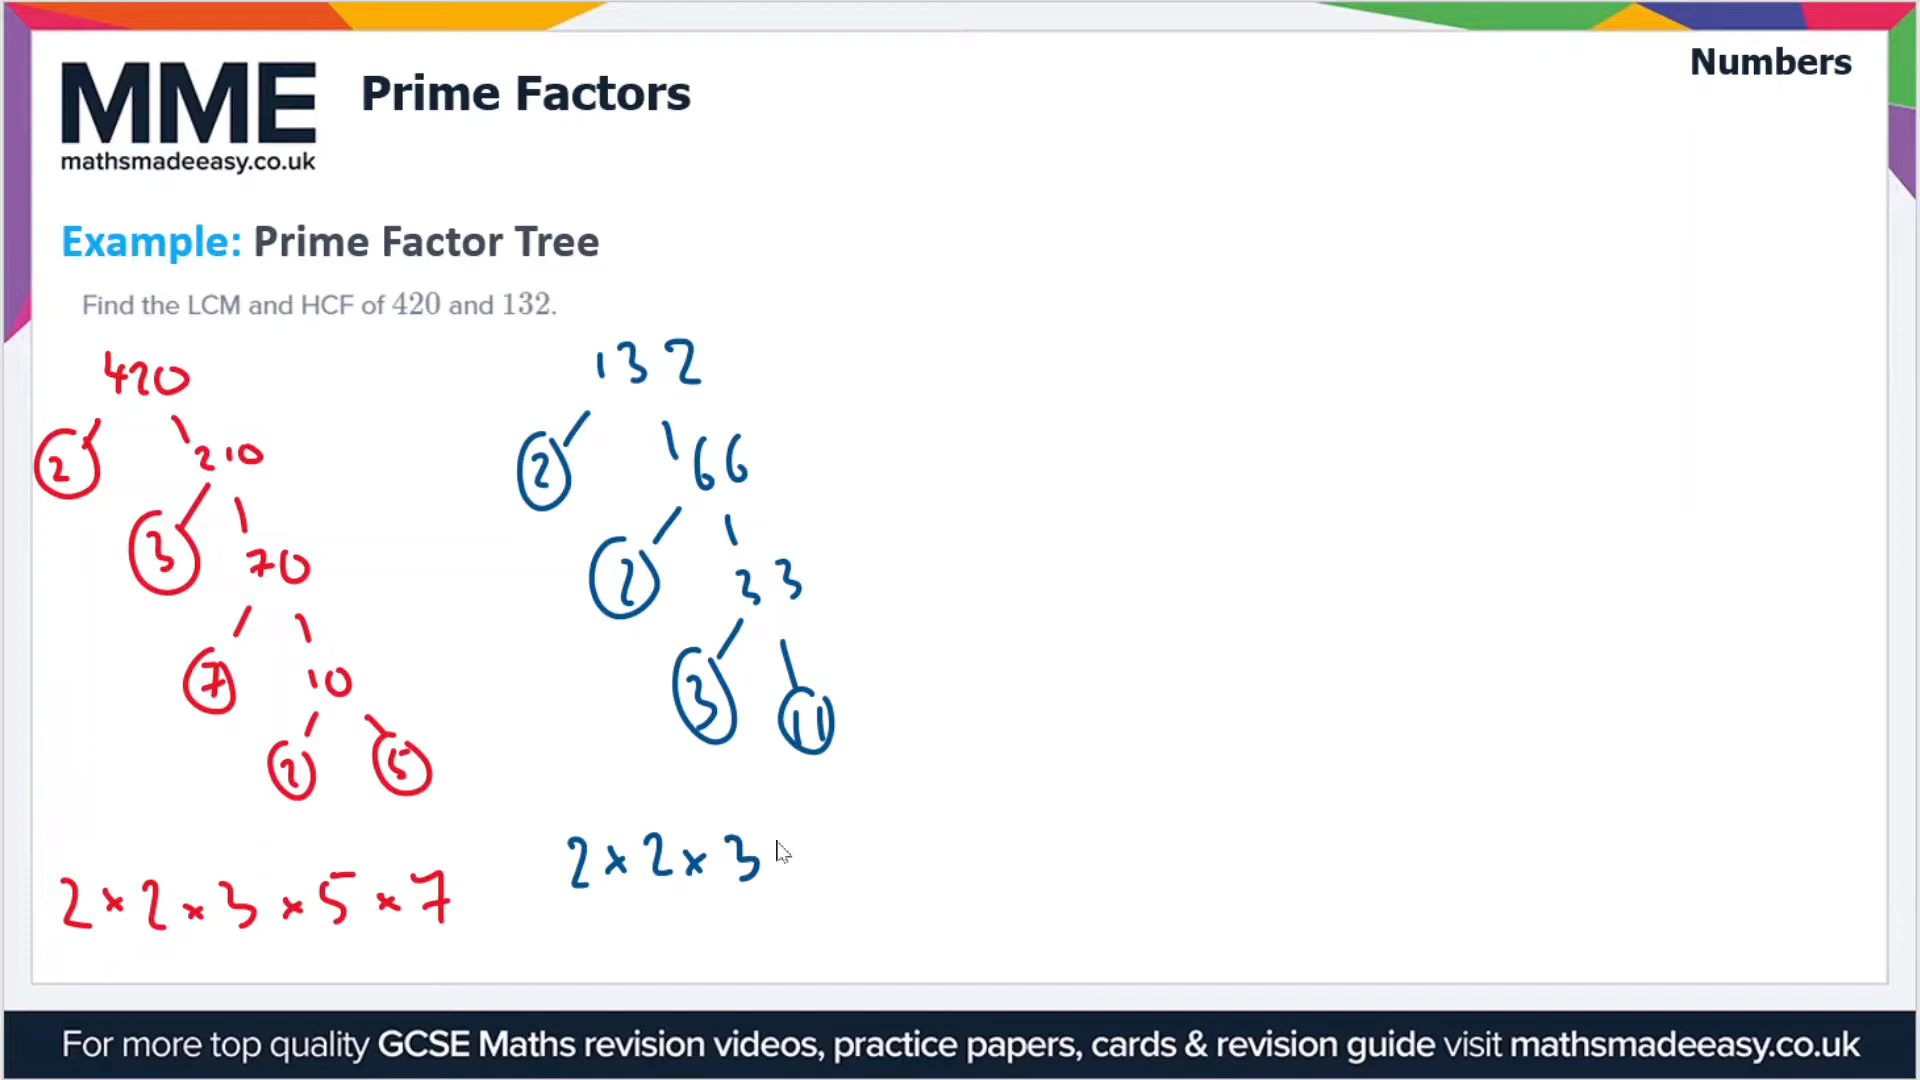 Numbers
MME
Prime Factors
mathsmadeeasy.co.uk
Example: Prime Factor Tree
Find the LCM and HCF of 420 and 132.
420
2 210
3 70
7 10
2 5
2 × 2 × 3 × 5 × 7
132
2 66
2 33
3 11
2 × 2 × 3
For more top quality GCSE Maths revision videos, practice papers, cards & revision guide visit mathsmadeeasy.co.uk